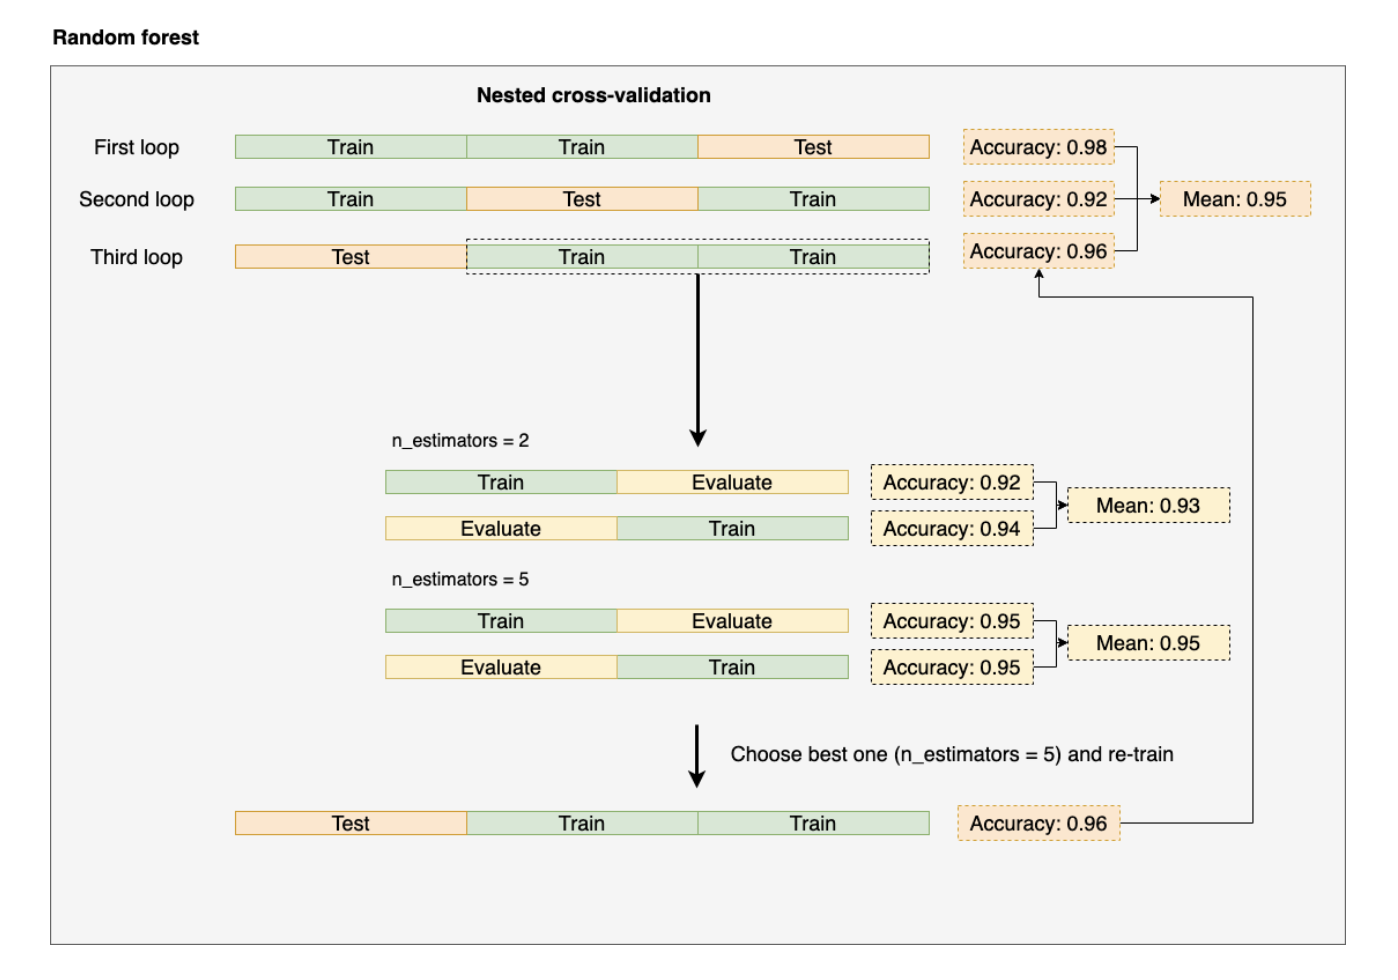 Random forest
Nested cross-validation
First loop Train Train Test Accuracy: 0.98
Second loop Train Test Train Accuracy: 0.92 Mean: 0.95
Third loop Test Train Train Accuracy: 0.96
n_estimators = 2
Train Evaluate Accuracy: 0.92
Mean: 0.93
Evaluate Train Accuracy: 0.94
n_estimators = 5
Train Evaluate Accuracy: 0.95
Mean: 0.95
Evaluate Train Accuracy: 0.95
Choose best one (n_estimators = 5) and re-train
Test Train Train Accuracy: 0.96